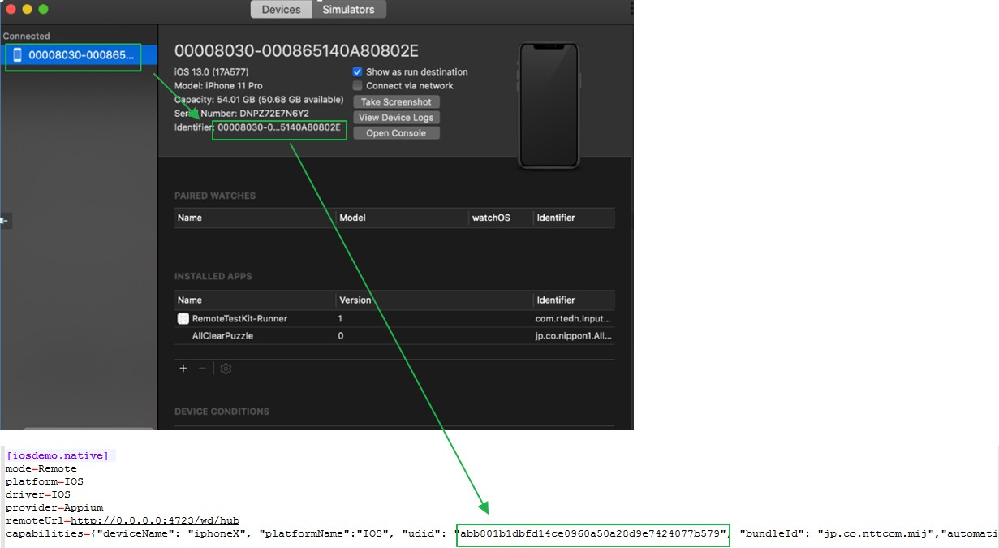 Devices Simulators
Connected
00008030-000865...
00008030-000865140A80802E
iOS 13.0 (17A577)
Model: iPhone 11 Pro
Capacity: 54.01 GB (50.68 GB available)
Serial Number: DNPZ72E7N6Y2
Identifier: 00008030-0...5140A80802E
Show as run destination
Connect via network
Take Screenshot
View Device Logs
Open Console
PAIRED WATCHES
Name Model watchOS Identifier
INSTALLED APPS
Name Version Identifier
RemoteTestKit-Runner 1 com.rtedh.Input...
AllClearPuzzle 0 jp.co.nippon1.All...
DEVICE CONDITIONS
[iosdemo.native]
mode=Remote
platform=IOS
driver=IOS
provider=Appium
remoteUrl=http://0.0.0.0:4723/wd/hub
capabilities={"deviceName": "iphoneX", "platformName":"IOS", "udid": "abb801b1dbfd14ce0960a50a28d9e7424077b579", "bundleId": "jp.co.nttcom.mij","automati